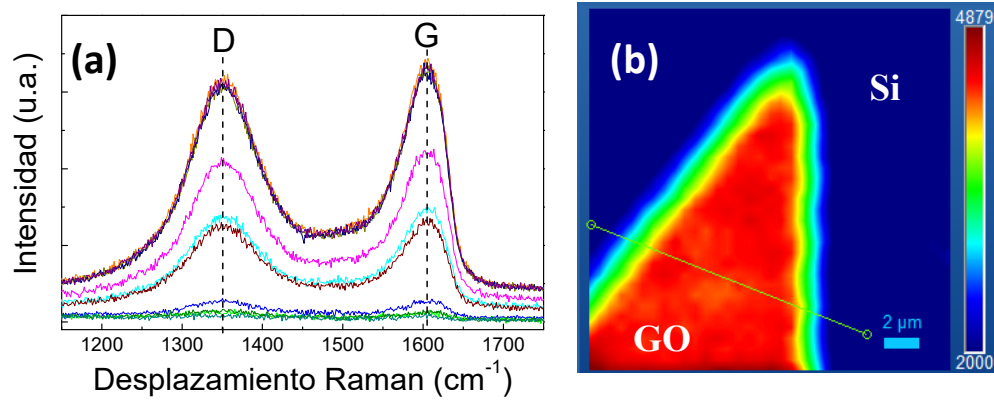 (a)
D
G
Intensidad (u.a.)
1200 1300 1400 1500 1600 1700
Desplazamiento Raman (cm⁻¹)
(b)
Si
GO
2 µm
4879
2000